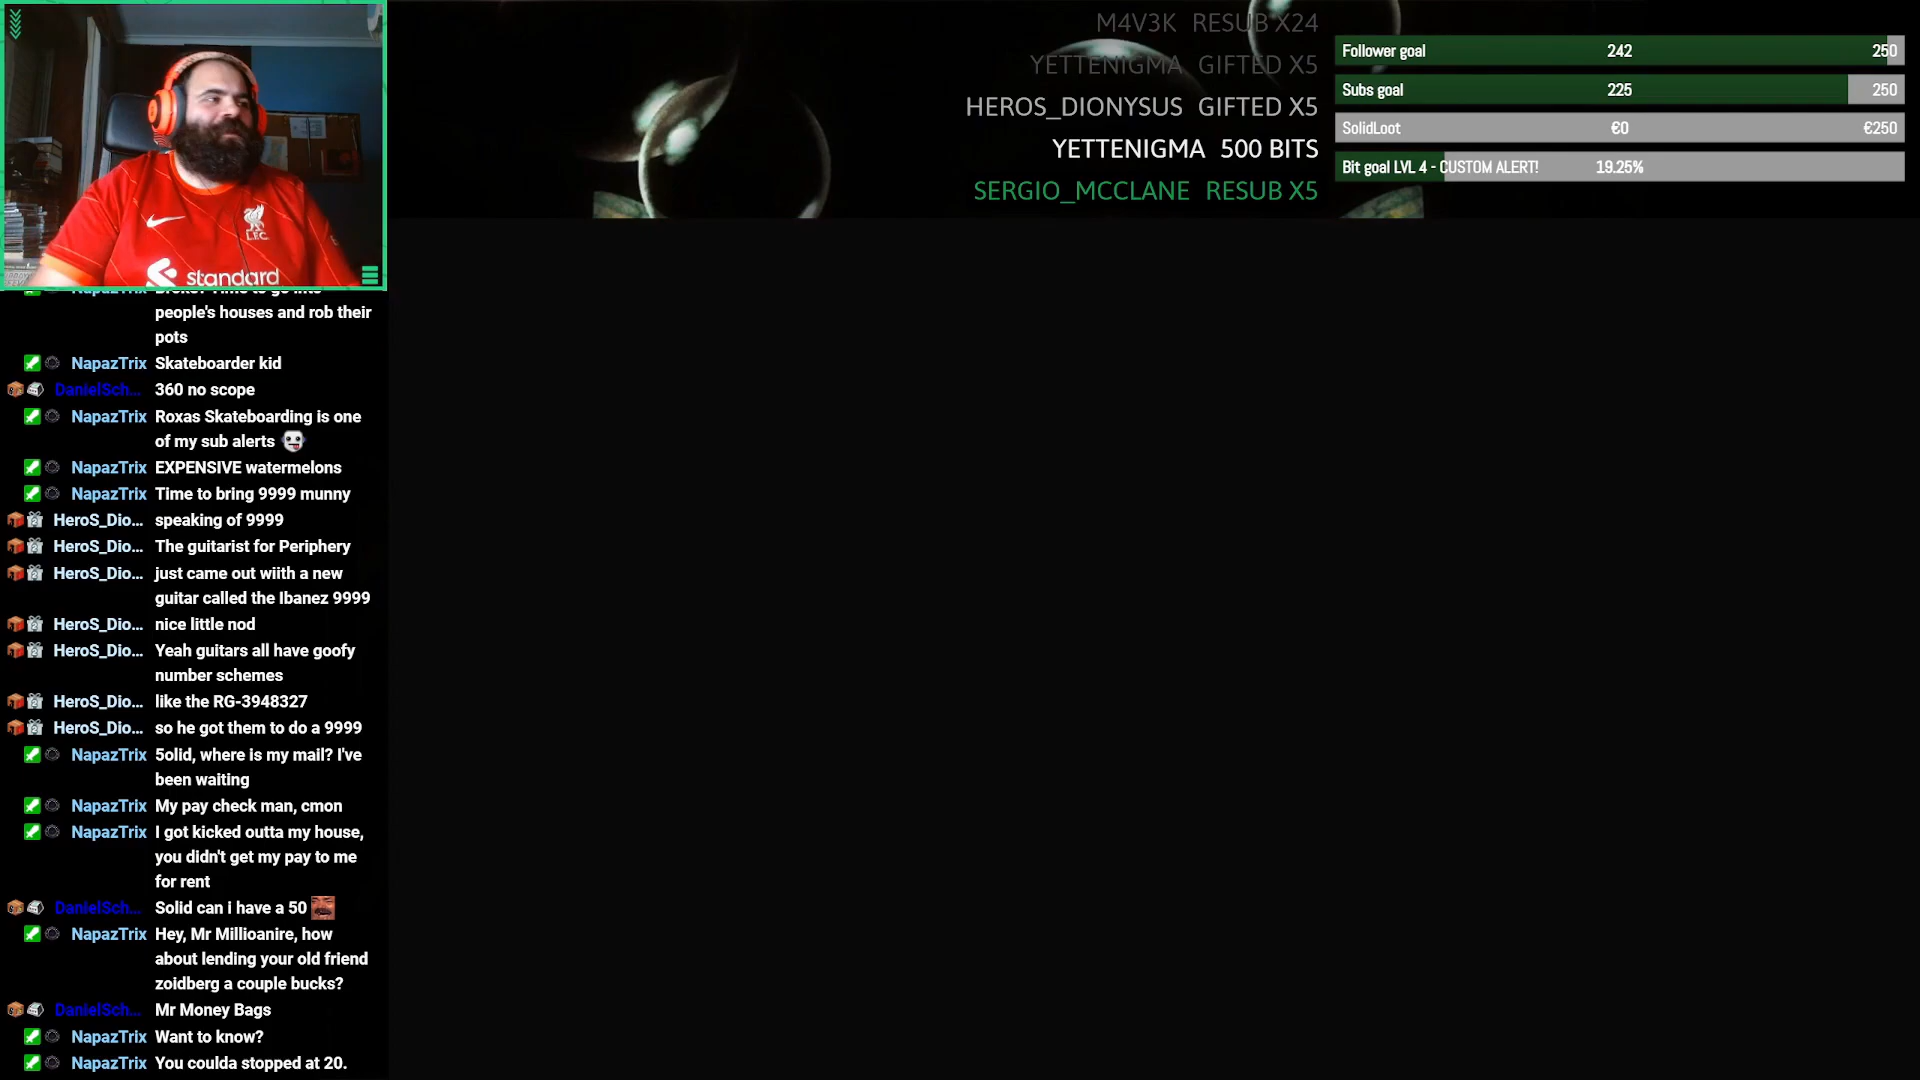 M4V3K RESUB X24
YETTENIGMA GIFTED X5
HEROS_DIONYSUS GIFTED X5
YETTENIGMA 500 BITS
SERGIO_MCCLANE RESUB X5
Follower goal 242 250
Subs goal 225 250
SolidLoot €0 €250
Bit goal LVL 4 - CUSTOM ALERT! 19.25%
L.F.C.
standard
NapazTrix Broke? Time to go into
people's houses and rob their
pots
NapazTrix Skateboarder kid
DanielSch... 360 no scope
NapazTrix Roxas Skateboarding is one
of my sub alerts
NapazTrix EXPENSIVE watermelons
NapazTrix Time to bring 9999 munny
HeroS_Dio... speaking of 9999
HeroS_Dio... The guitarist for Periphery
HeroS_Dio... just came out wiith a new
guitar called the Ibanez 9999
HeroS_Dio... nice little nod
HeroS_Dio... Yeah guitars all have goofy
number schemes
HeroS_Dio... like the RG-3948327
HeroS_Dio... so he got them to do a 9999
NapazTrix 5olid, where is my mail? I've
been waiting
NapazTrix My pay check man, cmon
NapazTrix I got kicked outta my house,
you didn't get my pay to me
for rent
DanielSch... Solid can i have a 50
NapazTrix Hey, Mr Millioanire, how
about lending your old friend
zoidberg a couple bucks?
DanielSch... Mr Money Bags
NapazTrix Want to know?
NapazTrix You coulda stopped at 20.